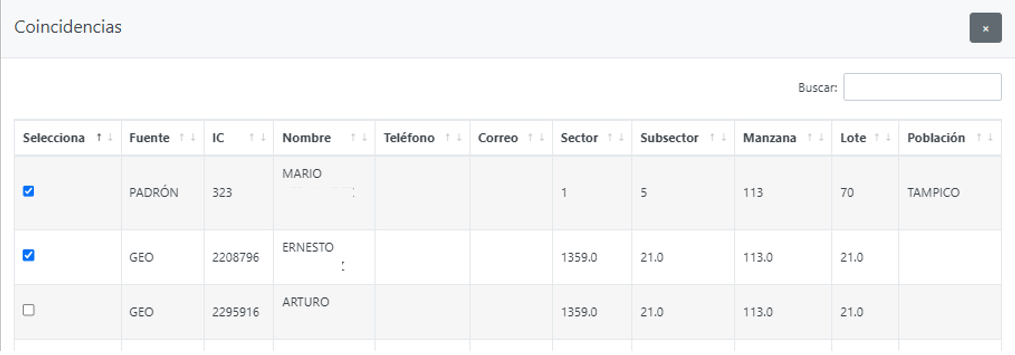 Coincidencias
×
Buscar:
Selecciona Fuente IC Nombre Teléfono Correo Sector Subsector Manzana Lote Población
PADRÓN 323 MARIO 1 5 113 70 TAMPICO
GEO 2208796 ERNESTO 1359.0 21.0 113.0 21.0
GEO 2295916 ARTURO 1359.0 21.0 113.0 21.0